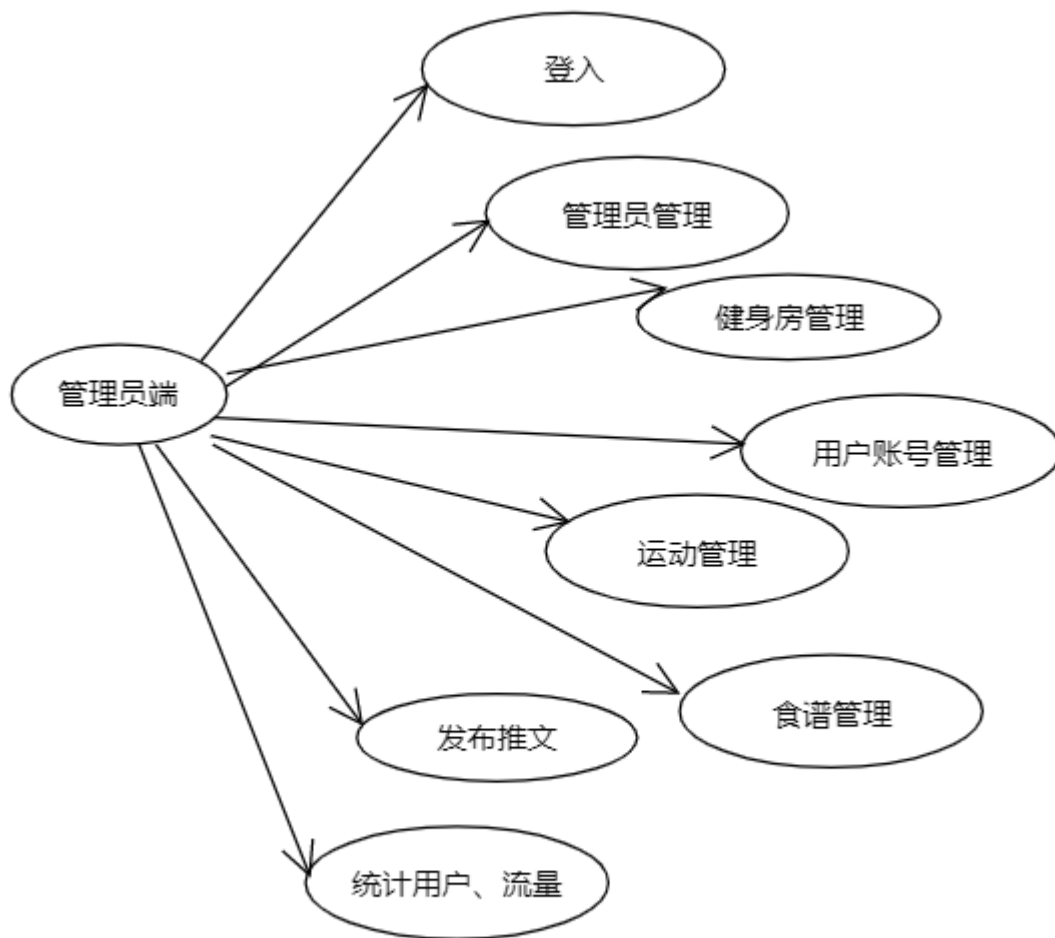 登入
管理员管理
健身房管理
管理员端
用户账号管理
运动管理
食谱管理
发布推文
统计用户、流量